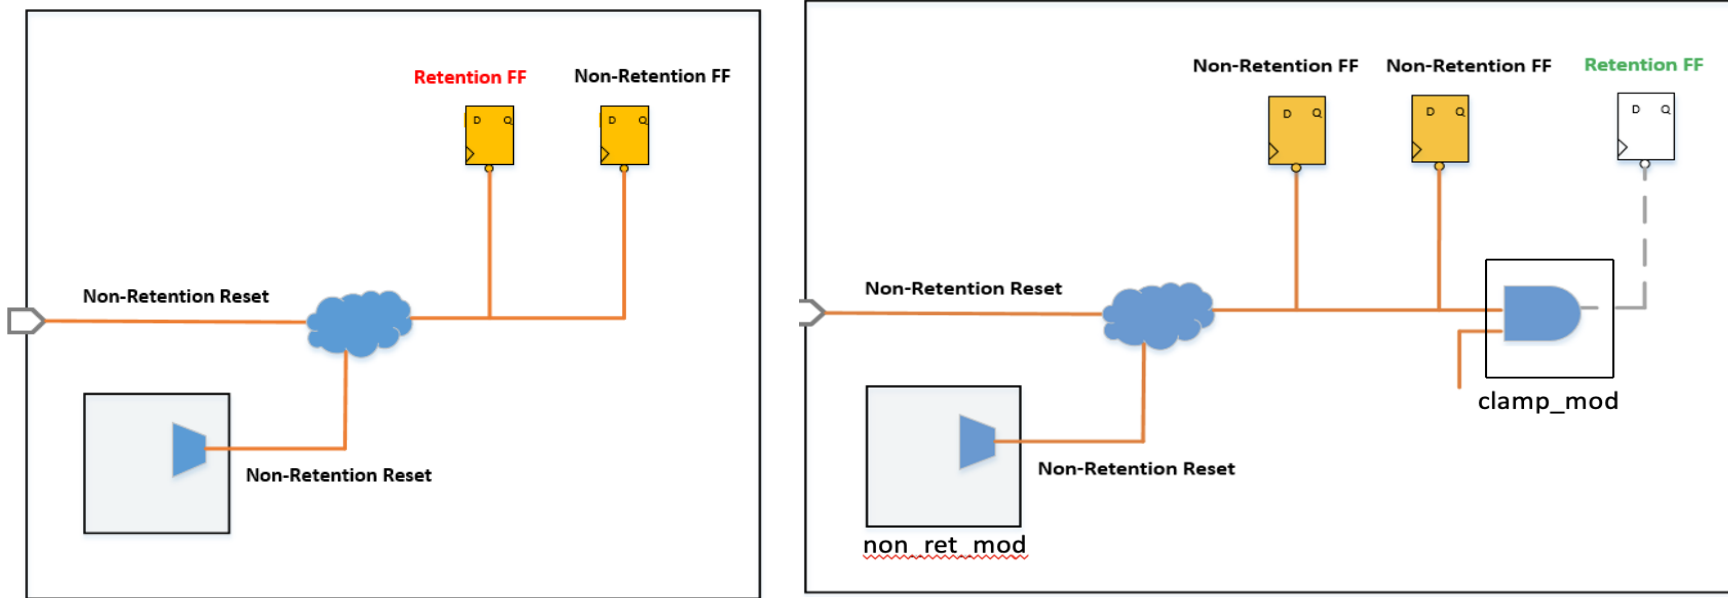 Retention FF
Non-Retention FF
D Q
D Q
Non-Retention Reset
Non-Retention Reset
Non-Retention FF
Non-Retention FF
Retention FF
D Q
D Q
D Q
Non-Retention Reset
clamp_mod
Non-Retention Reset
non_ret_mod